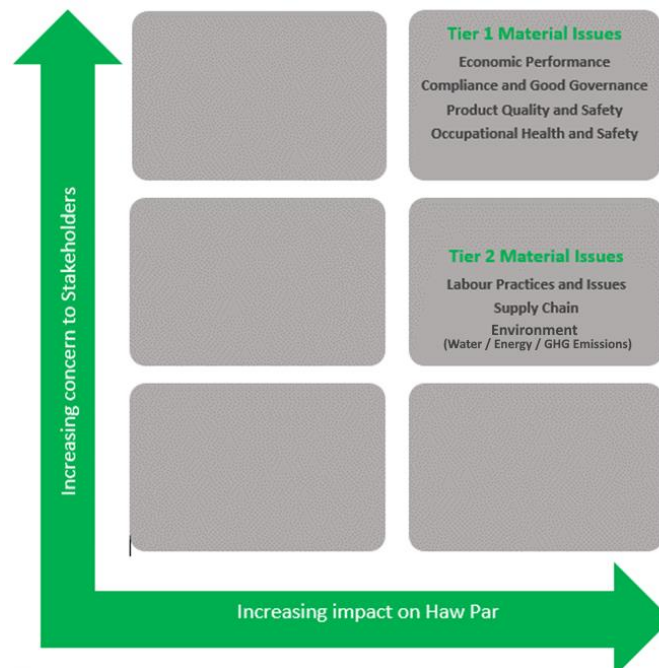 Tier 1 Material Issues
Economic Performance
Compliance and Good Governance
Product Quality and Safety
Occupational Health and Safety
Tier 2 Material Issues
Labour Practices and Issues
Supply Chain
Environment
(Water / Energy / GHG Emissions)
Increasing concern to Stakeholders
Increasing impact on Haw Par